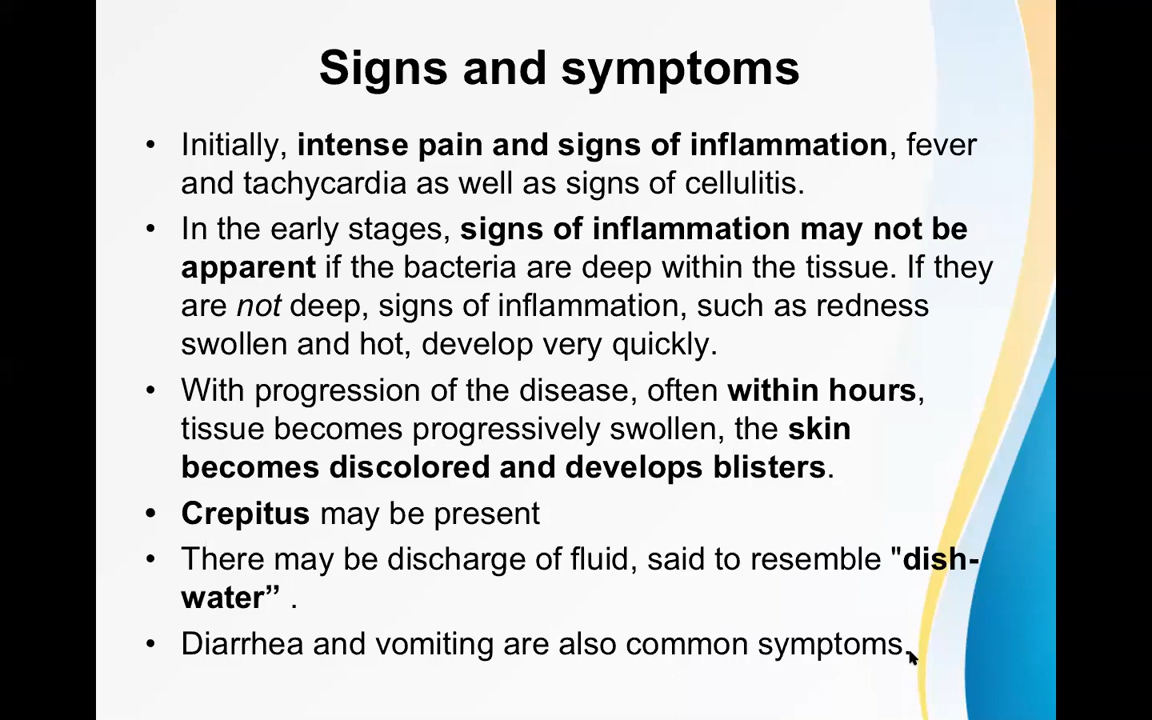 Signs and symptoms
• Initially, intense pain and signs of inflammation, fever
and tachycardia as well as signs of cellulitis.
• In the early stages, signs of inflammation may not be
apparent if the bacteria are deep within the tissue. If they
are not deep, signs of inflammation, such as redness
swollen and hot, develop very quickly.
• With progression of the disease, often within hours,
tissue becomes progressively swollen, the skin
becomes discolored and develops blisters.
• Crepitus may be present
• There may be discharge of fluid, said to resemble "dish-
water” .
• Diarrhea and vomiting are also common symptoms.